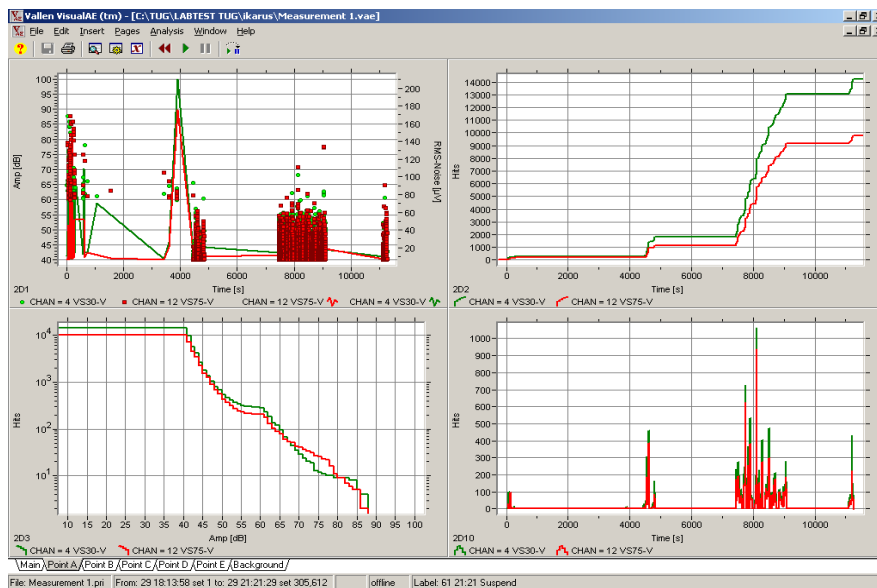 Vallen VisualAE (tm) - [C:\TUG\LABTEST TUG\ikarus\Measurement 1.vae]
File Edit Insert Pages Analysis Window Help
100
95
90
85
80
75
70
65
60
55
50
45
40
Amp [dB]
200
180
160
140
120
100
80
60
40
20
RMS-Noise [µV]
0 2000 4000 6000 8000 10000
Time [s]
2D1
CHAN = 4 VS30-V CHAN = 12 VS75-V CHAN = 12 VS75-V CHAN = 4 VS30-V
14000
13000
12000
11000
10000
9000
8000
7000
6000
5000
4000
3000
2000
1000
0
Hits
0 2000 4000 6000 8000 10000
Time [s]
2D2
CHAN = 4 VS30-V CHAN = 12 VS75-V
10^4
10^3
10^2
10^1
Hits
10 15 20 25 30 35 40 45 50 55 60 65 70 75 80 85 90 95 100
Amp [dB]
2D3
CHAN = 4 VS30-V CHAN = 12 VS75-V
1000
900
800
700
600
500
400
300
200
100
0
Hits
0 2000 4000 6000 8000 10000
Time [s]
2D10
CHAN = 4 VS30-V CHAN = 12 VS75-V
Main Point A Point B Point C Point D Point E Background
File: Measurement 1.pri From: 29 18:13:58 set 1 to: 29 21:21:29 set 305,612 offline Label: 61 21:21 Suspend